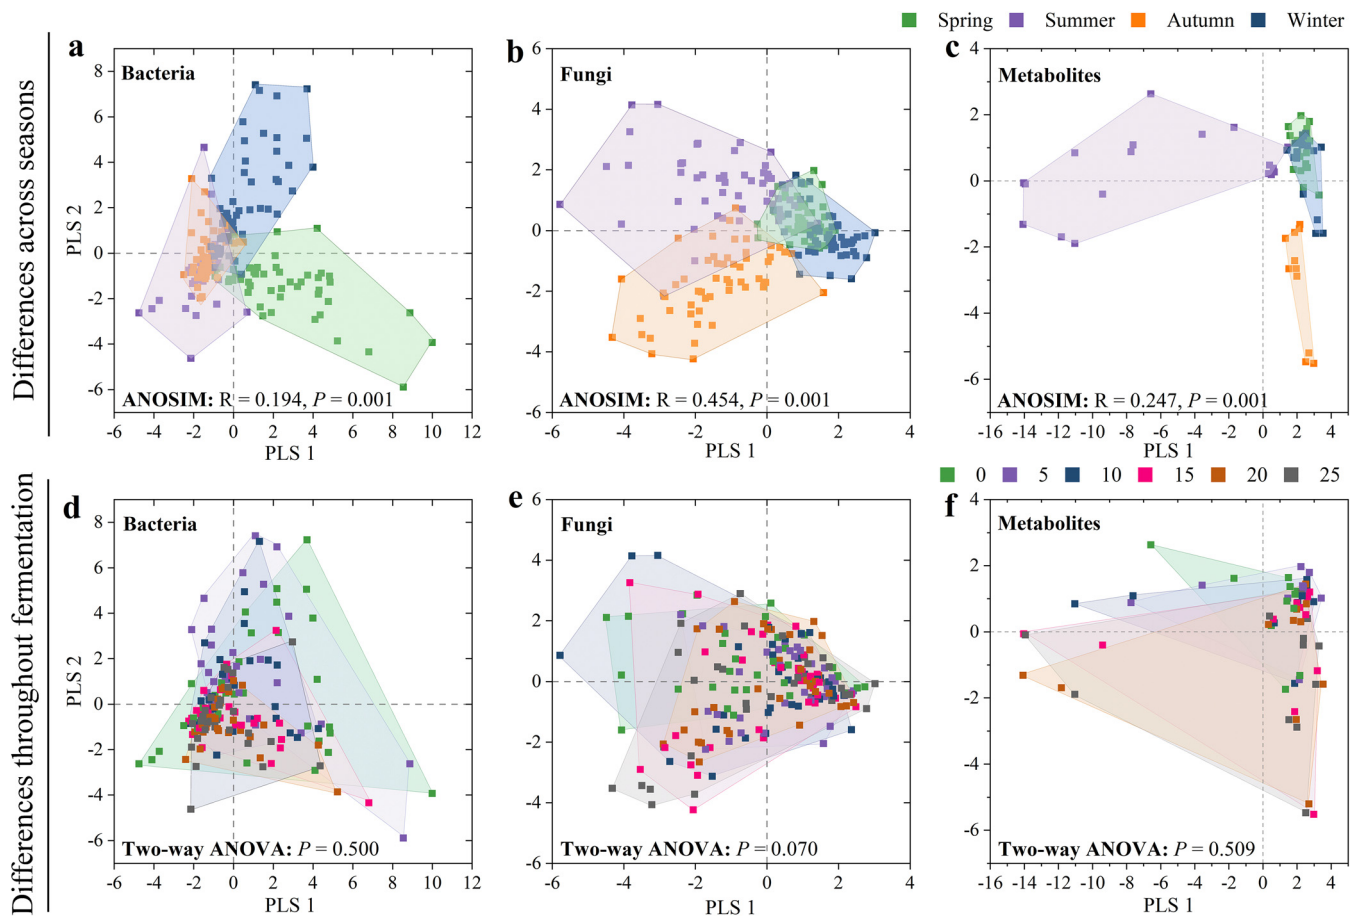 Spring Summer Autumn Winter
Differences across seasons
a
Bacteria
8
6
4
2
0
-2
-4
-6
PLS 2
ANOSIM: R = 0.194, P = 0.001
-6 -4 -2 0 2 4 6 8 10 12
PLS 1
b
Fungi
6
4
2
0
-2
-4
-6
ANOSIM: R = 0.454, P = 0.001
-6 -4 -2 0 2 4
PLS 1
c
Metabolites
4
2
0
-2
-4
-6
ANOSIM: R = 0.247, P = 0.001
-16 -14 -12 -10 -8 -6 -4 -2 0 2 4
PLS 1
0 5 10 15 20 25
Differences throughout fermentation
d
Bacteria
8
6
4
2
0
-2
-4
-6
PLS 2
Two-way ANOVA: P = 0.500
-6 -4 -2 0 2 4 6 8 10 12
PLS 1
e
Fungi
6
4
2
0
-2
-4
-6
Two-way ANOVA: P = 0.070
-6 -4 -2 0 2 4
PLS 1
f
Metabolites
4
2
0
-2
-4
-6
Two-way ANOVA: P = 0.509
-16 -14 -12 -10 -8 -6 -4 -2 0 2 4
PLS 1